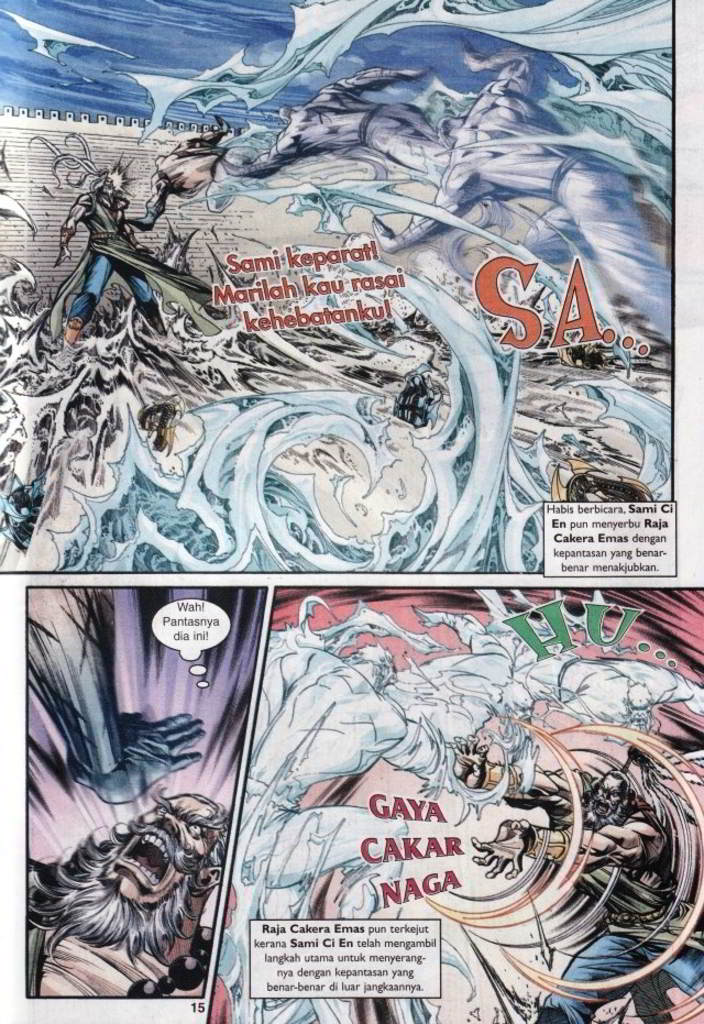 Sami keparat!
Marilah kau rasai
kehebatanku!
SA...
Habis berbicara, Sami Ci
En pun menyerbu Raja
Cakera Emas dengan
kepantasan yang benar-
benar menakjubkan.
Wah!
Pantasnya
dia ini!
HU...
GAYA
CAKAR
NAGA
Raja Cakera Emas pun terkejut
kerana Sami Ci En telah mengambil
langkah utama untuk menyerang-
nya dengan kepantasan yang
benar-benar di luar jangkaannya.
15